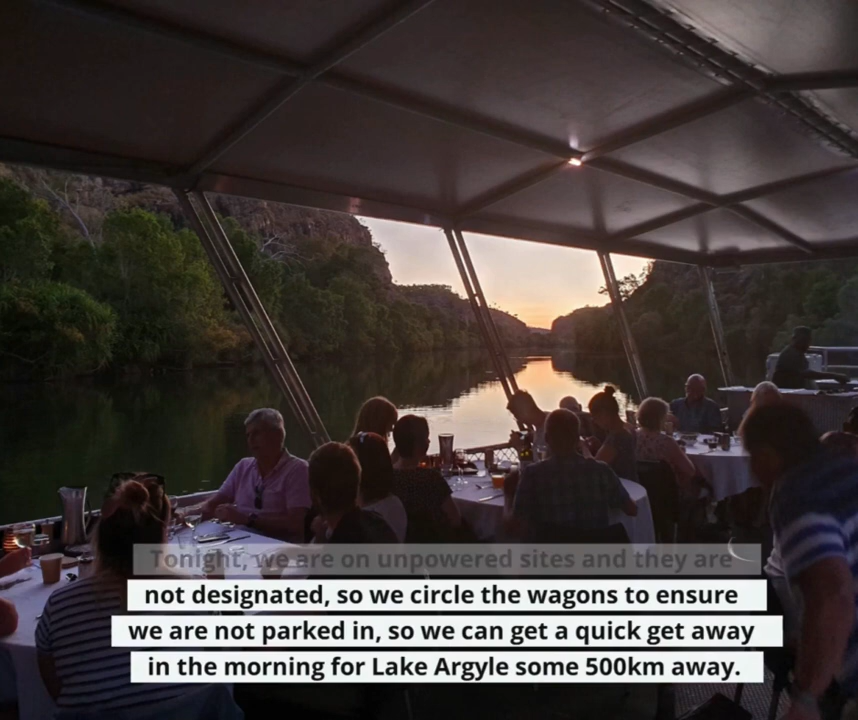 Tonight, we are on unpowered sites and they are
not designated, so we circle the wagons to ensure
we are not parked in, so we can get a quick get away
in the morning for Lake Argyle some 500km away.